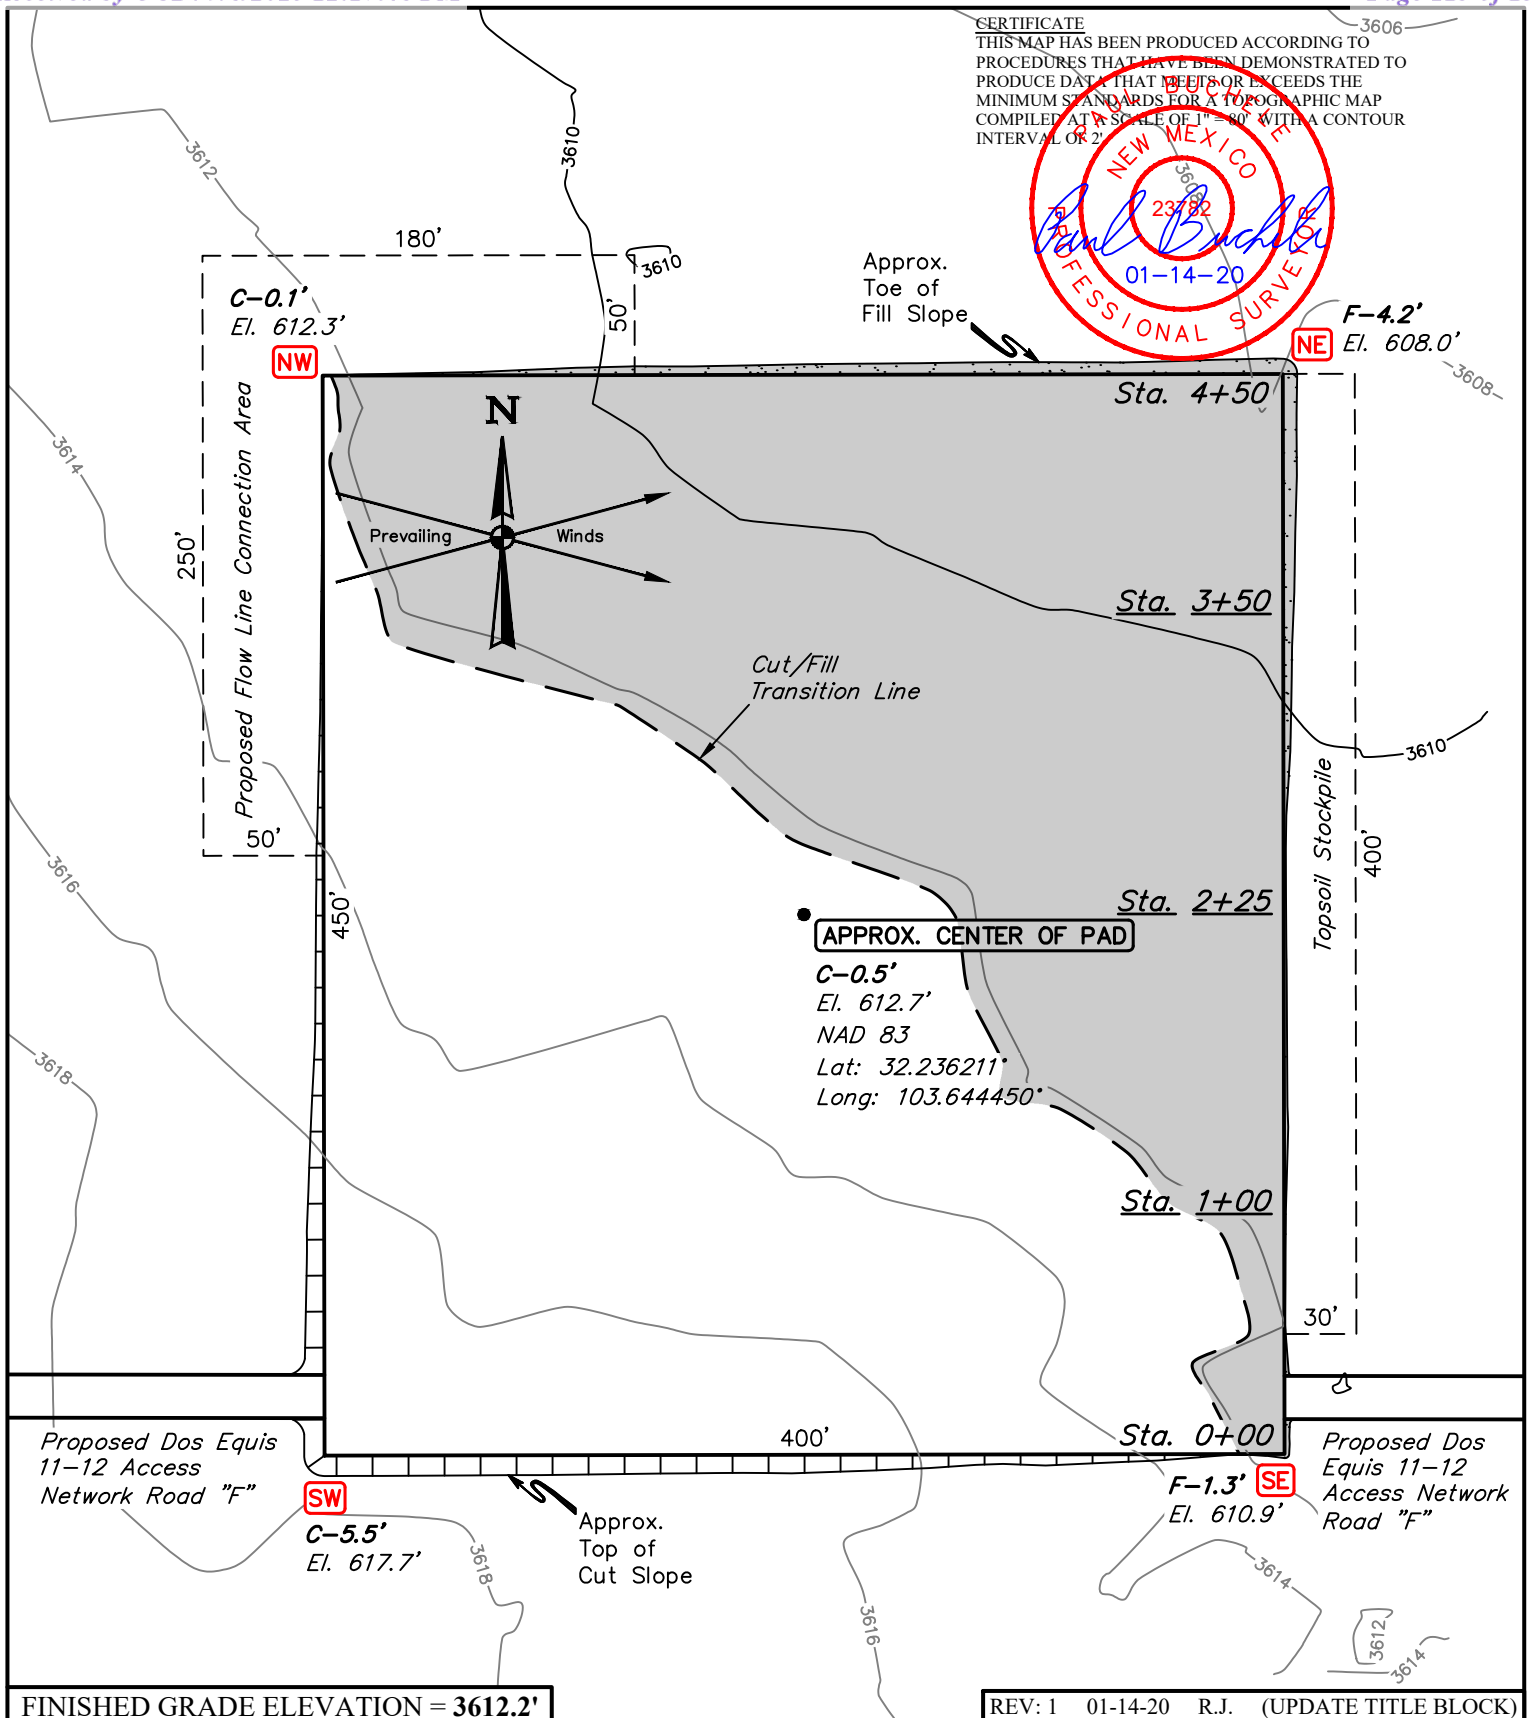 CERTIFICATE
THIS MAP HAS BEEN PRODUCED ACCORDING TO
PROCEDURES THAT HAVE BEEN DEMONSTRATED TO
PRODUCE DATA THAT MEETS OR EXCEEDS THE
MINIMUM STANDARDS FOR A TOPOGRAPHIC MAP
COMPILED AT A SCALE OF 1" = 80' WITH A CONTOUR
INTERVAL OF 2'.
PAUL BUCHELE
NEW MEXICO
23782
Paul Buchele
01-14-20
PROFESSIONAL SURVEYOR
3606
3612
3610
3608
180'
3610
50'
C-0.1'
El. 612.3'
NW
Approx.
Toe of
Fill Slope
F-4.2'
El. 608.0'
NE
3608
Sta. 4+50
N
Prevailing Winds
3614
250'
Proposed Flow Line Connection Area
50'
Sta. 3+50
Cut/Fill
Transition Line
3610
Topsoil Stockpile
400'
3616
450'
Sta. 2+25
APPROX. CENTER OF PAD
C-0.5'
El. 612.7'
NAD 83
Lat: 32.236211°
Long: 103.644450°
3618
Sta. 1+00
30'
Sta. 0+00
400'
Proposed Dos Equis
11-12 Access
Network Road "F"
SW
C-5.5'
El. 617.7'
3618
Approx.
Top of
Cut Slope
3616
F-1.3'
El. 610.9'
SE
Proposed Dos
Equis 11-12
Access Network
Road "F"
3614
3612
3614
FINISHED GRADE ELEVATION = 3612.2'
REV: 1 01-14-20 R.J. (UPDATE TITLE BLOCK)